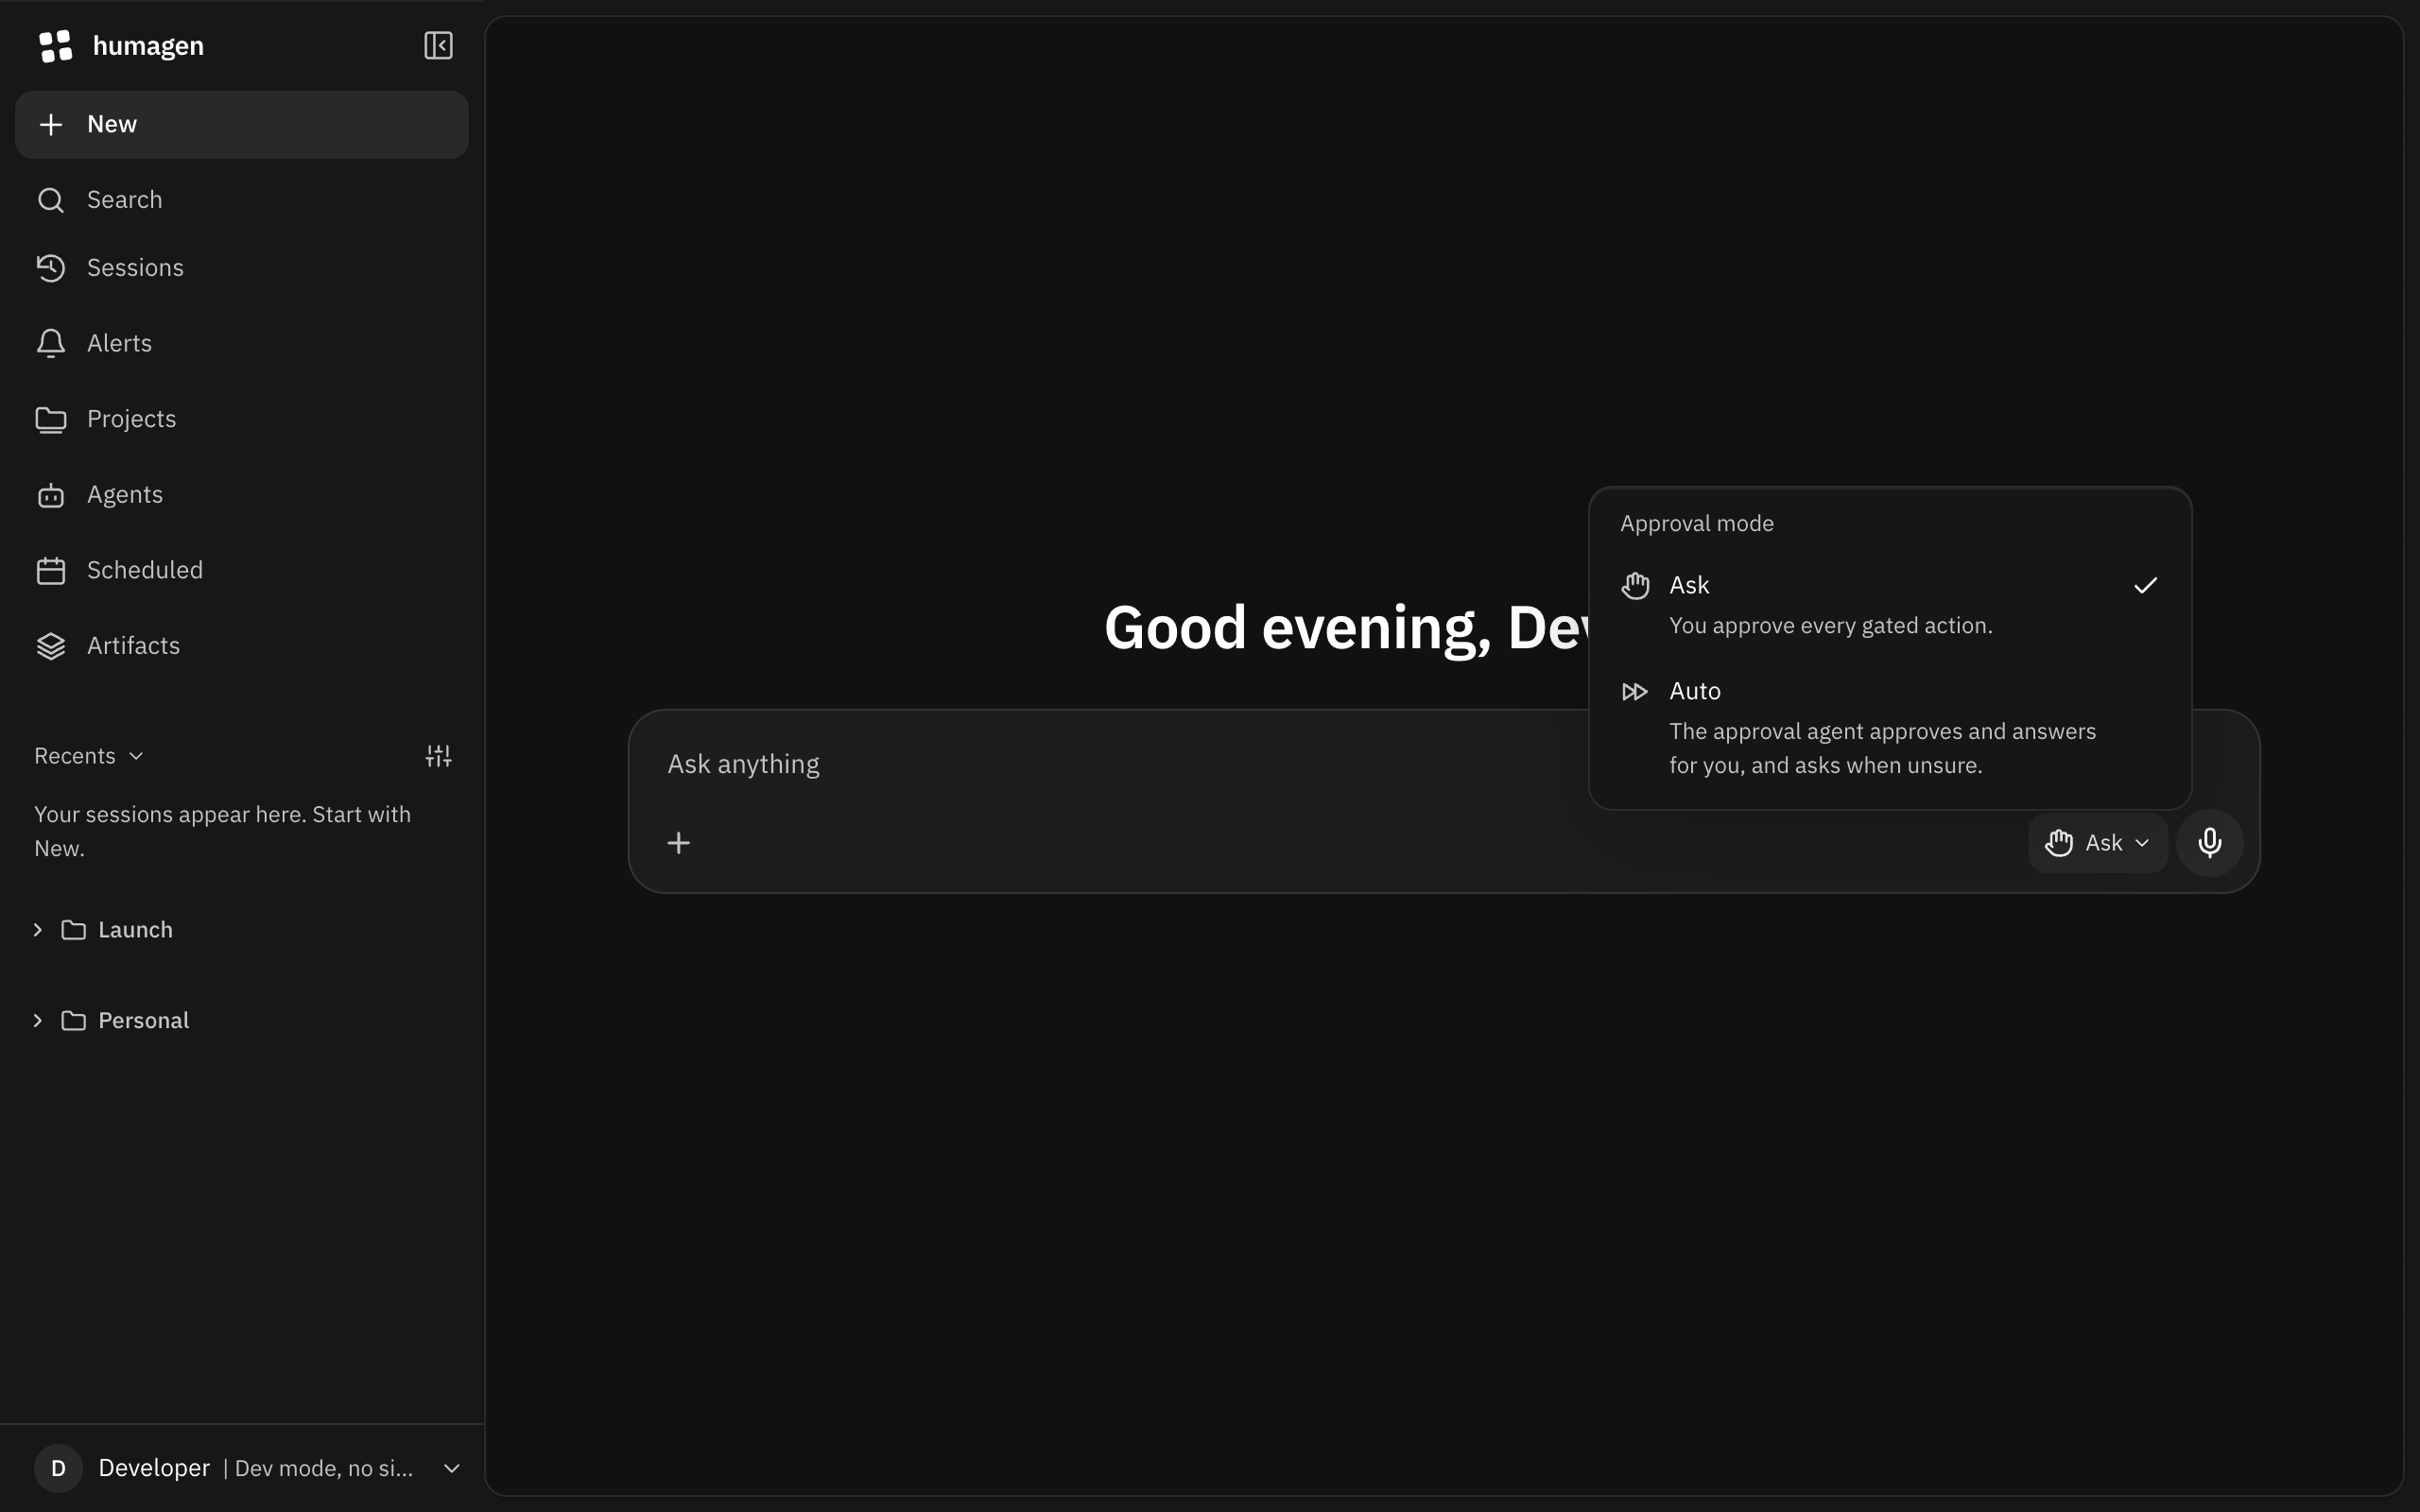 humagen
New
Search
Sessions
Alerts
Projects
Agents
Scheduled
Artifacts
Recents
Your sessions appear here. Start with
New.
Launch
Personal
D Developer | Dev mode, no si...
Good evening, Dev
Ask anything
Approval mode
Ask
You approve every gated action.
Auto
The approval agent approves and answers
for you, and asks when unsure.
Ask